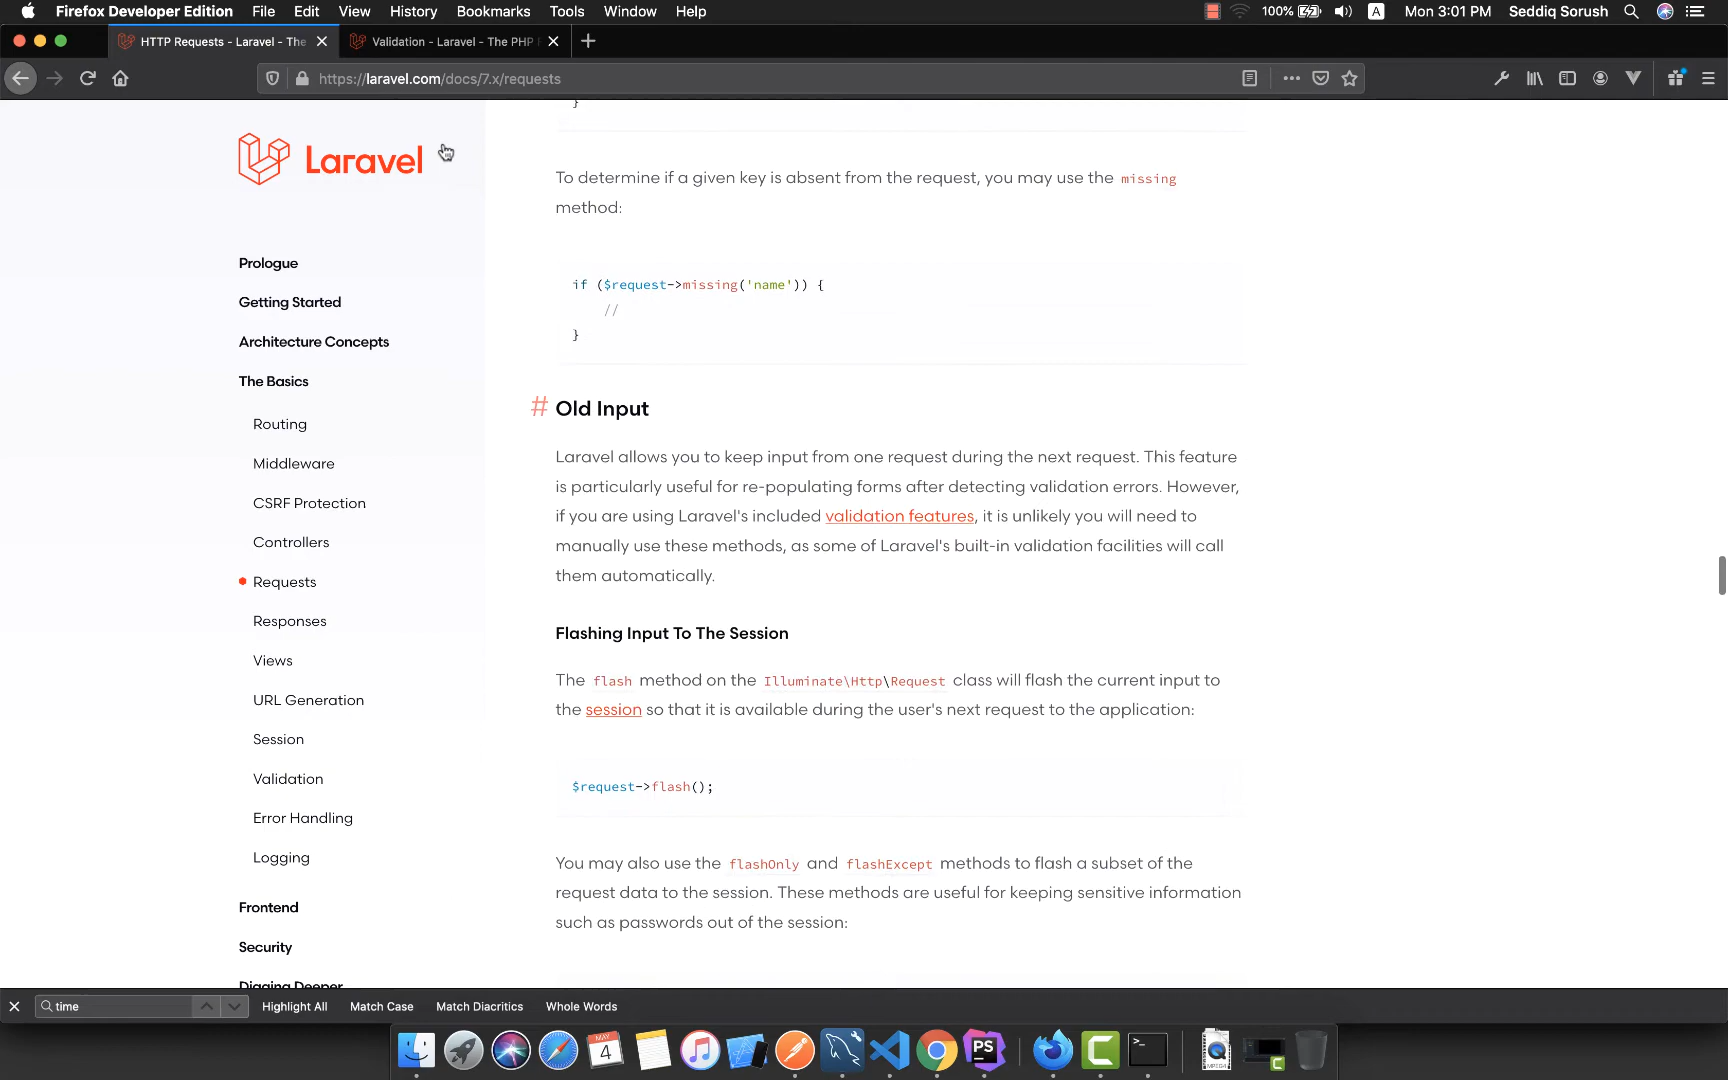 Firefox Developer Edition File Edit View History Bookmarks Tools Window Help 100% A Mon 3:01 PM Seddiq Sorush
HTTP Requests - Laravel - The Validation - Laravel - The PHP
https://laravel.com/docs/7.x/requests
Laravel
Prologue
Getting Started
Architecture Concepts
The Basics
Routing
Middleware
CSRF Protection
Controllers
Requests
Responses
Views
URL Generation
Session
Validation
Error Handling
Logging
Frontend
Security
Digging Deeper
}
To determine if a given key is absent from the request, you may use the missing
method:
if ($request->missing('name')) {
//
}
# Old Input
Laravel allows you to keep input from one request during the next request. This feature
is particularly useful for re-populating forms after detecting validation errors. However,
if you are using Laravel's included validation features, it is unlikely you will need to
manually use these methods, as some of Laravel's built-in validation facilities will call
them automatically.
Flashing Input To The Session
The flash method on the Illuminate\Http\Request class will flash the current input to
the session so that it is available during the user's next request to the application:
$request->flash();
You may also use the flashOnly and flashExcept methods to flash a subset of the
request data to the session. These methods are useful for keeping sensitive information
such as passwords out of the session:
time Highlight All Match Case Match Diacritics Whole Words
MAY
4
PS